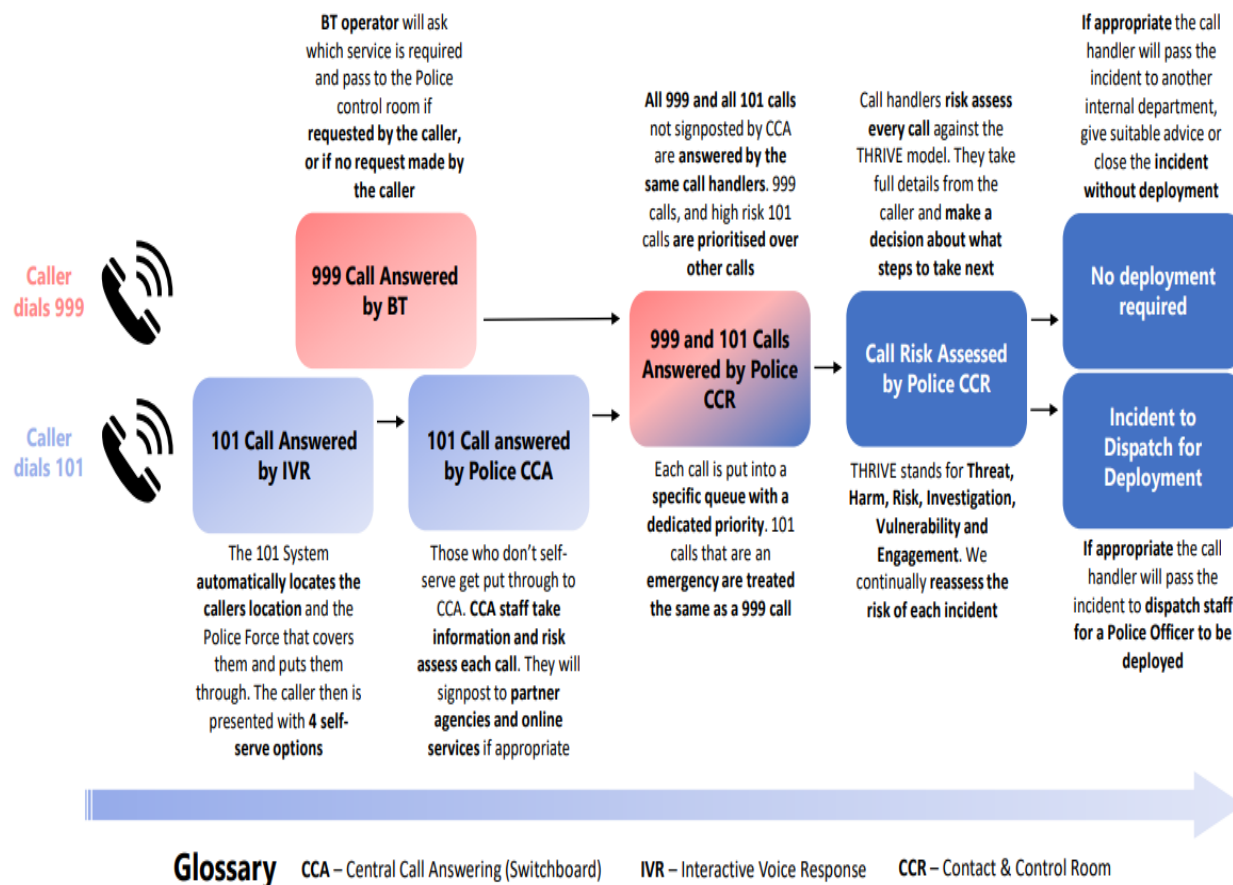 BT operator will ask
which service is required
and pass to the Police
control room if
requested by the caller,
or if no request made by
the caller
All 999 and all 101 calls
not signposted by CCA
are answered by the
same call handlers. 999
calls, and high risk 101
calls are prioritised over
other calls
Call handlers risk assess
every call against the
THRIVE model. They take
full details from the
caller and make a
decision about what
steps to take next
If appropriate the call
handler will pass the
incident to another
internal department,
give suitable advice or
close the incident
without deployment
Caller
dials 999
999 Call Answered
by BT
999 and 101 Calls
Answered by Police
CCR
Call Risk Assessed
by Police CCR
No deployment
required
Caller
dials 101
101 Call Answered
by IVR
101 Call answered
by Police CCA
Incident to
Dispatch for
Deployment
The 101 System
automatically locates the
callers location and the
Police Force that covers
them and puts them
through. The caller then is
presented with 4 self-
serve options
Those who don't self-
serve get put through to
CCA. CCA staff take
information and risk
assess each call. They will
signpost to partner
agencies and online
services if appropriate
Each call is put into a
specific queue with a
dedicated priority. 101
calls that are an
emergency are treated
the same as a 999 call
THRIVE stands for Threat,
Harm, Risk, Investigation,
Vulnerability and
Engagement. We
continually reassess the
risk of each incident
If appropriate the call
handler will pass the
incident to dispatch staff
for a Police Officer to be
deployed
Glossary CCA – Central Call Answering (Switchboard) IVR – Interactive Voice Response CCR – Contact & Control Room